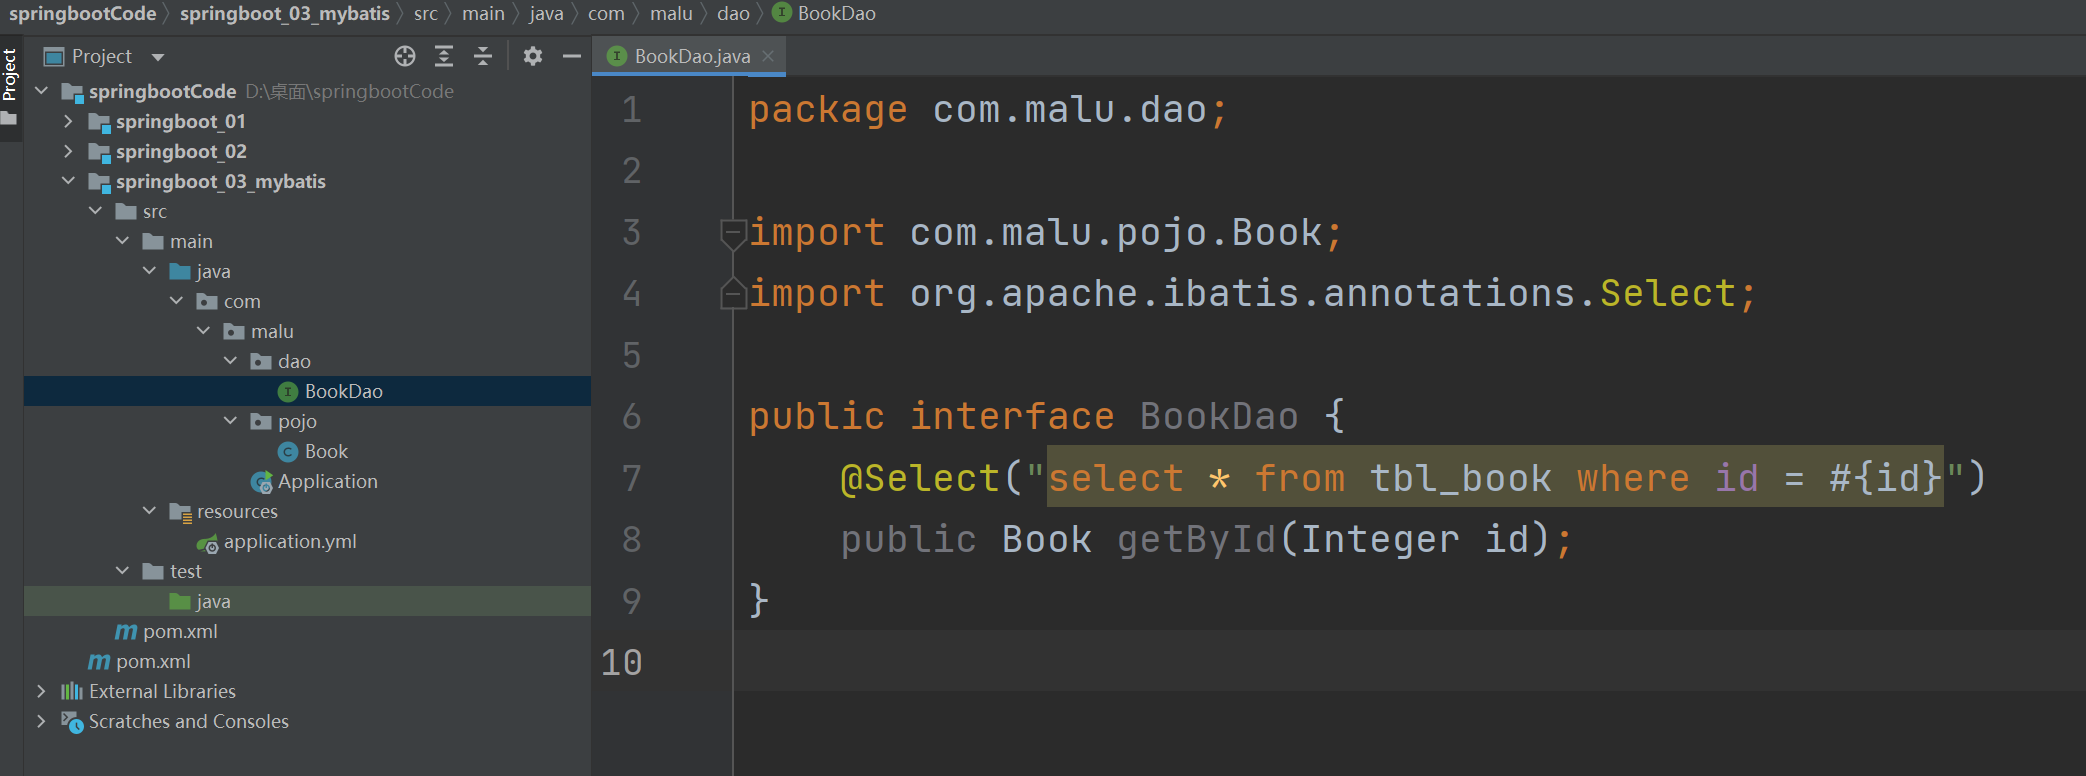 springbootCode springboot_03_mybatis src main java com malu dao BookDao
Project
Project
BookDao.java
springbootCode D:\桌面\springbootCode
springboot_01
springboot_02
springboot_03_mybatis
src
main
java
com
malu
dao
BookDao
pojo
Book
Application
resources
application.yml
test
java
pom.xml
pom.xml
External Libraries
Scratches and Consoles
1 package com.malu.dao;
2
3 import com.malu.pojo.Book;
4 import org.apache.ibatis.annotations.Select;
5
6 public interface BookDao {
7 @Select("select * from tbl_book where id = #{id}")
8 public Book getById(Integer id);
9 }
10